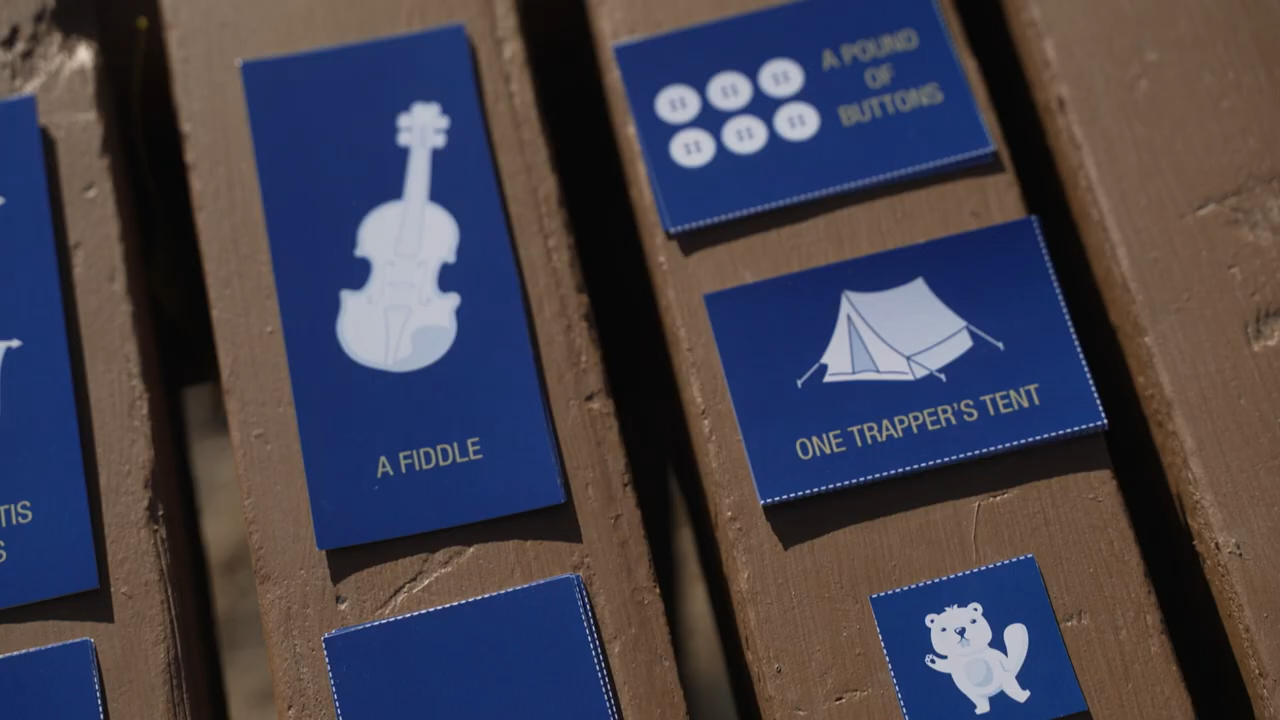 A FIDDLE
A POUND
OF
BUTTONS
ONE TRAPPER'S TENT